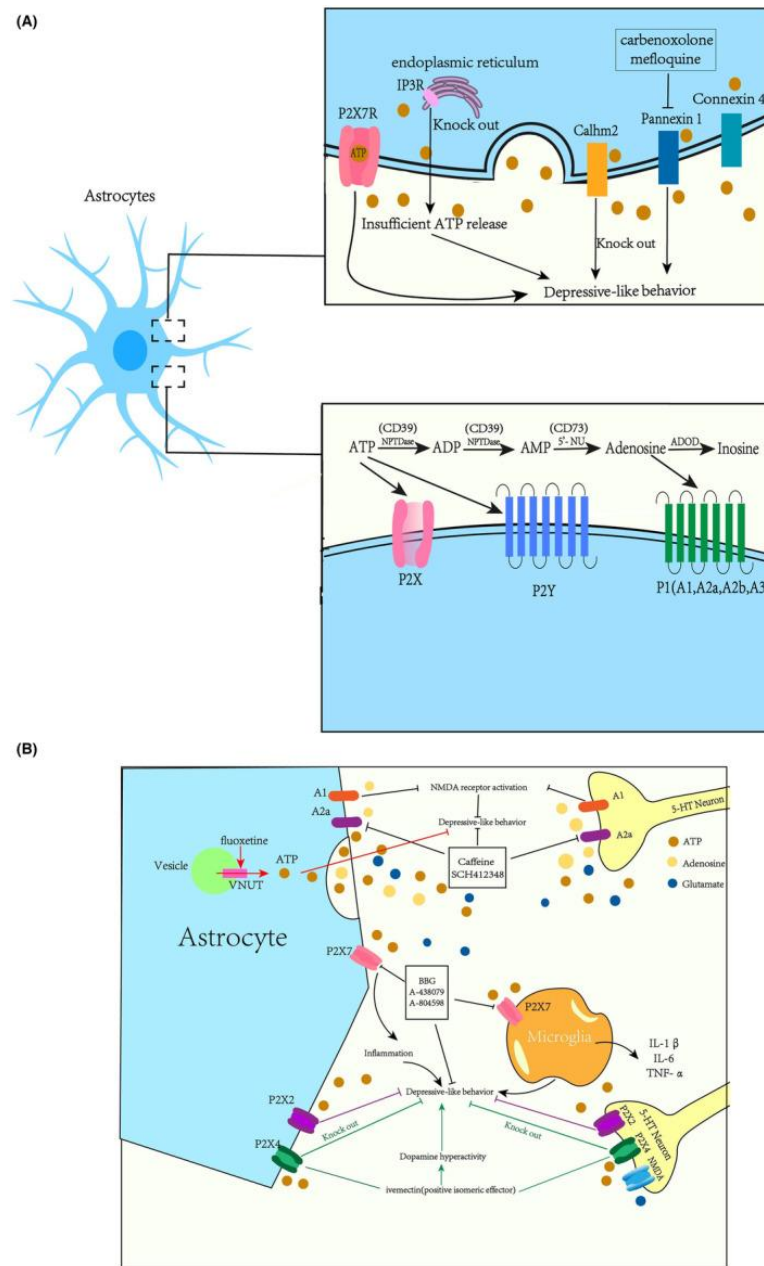 (A)
carbenoxolone
mefloquine
endoplasmic reticulum
IP3R
Connexin 4
P2X7R
Knock out
Calhm2
Pannexin 1
ATP
Astrocytes
Insufficient ATP release
Knock out
Depressive-like behavior
(CD39) (CD39) (CD73)
NPTDase NPTDase 5'- NU ADOD
ATP ADP AMP Adenosine Inosine
P2X
P2Y
P1(A1,A2a,A2b,A3
(B)
A1
NMDA receptor activation
A1
5-HT Neuron
A2a
Depressive-like behavior
A2a
ATP
fluoxetine
Vesicle
ATP
VNUT
Caffeine
SCH412348
Adenosine
Glutamate
Astrocyte
P2X7
BBG
A-438079
A-804598
P2X7
Microglia
IL-1 β
IL-6
TNF- α
Inflammation
Depressive-like behavior
P2X2
P2X2
5-HT Neuron
Knock out
Knock out
P2X4
P2X4
NMDA
Dopamine hyperactivity
ivemectin(positive isomeric effector)